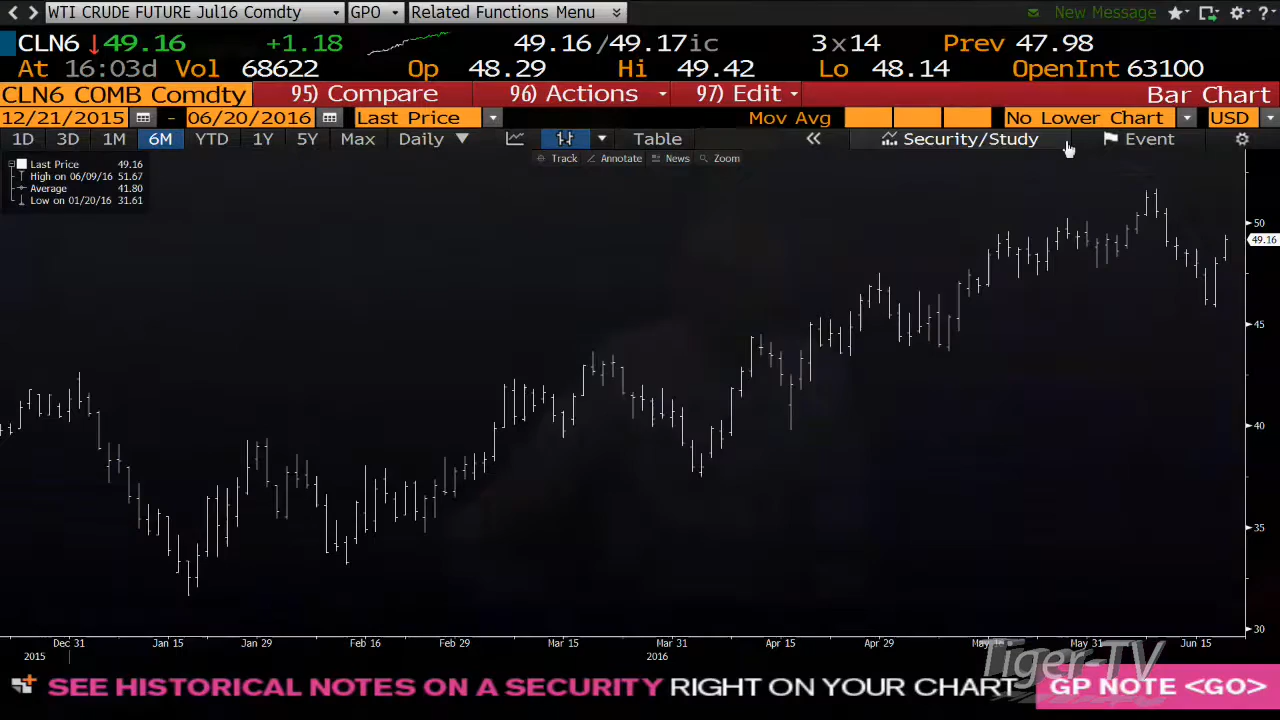 WTI CRUDE FUTURE Jul16 Comdty GPO Related Functions Menu New Message
CLN6 49.16 +1.18 49.16/49.17ic 3x14 Prev 47.98
At 16:03d Vol 68622 Op 48.29 Hi 49.42 Lo 48.14 OpenInt 63100
CLN6 COMB Comdty 95) Compare 96) Actions 97) Edit Bar Chart
12/21/2015 - 06/20/2016 Last Price Mov Avg No Lower Chart USD
1D 3D 1M 6M YTD 1Y 5Y Max Daily Table Security/Study Event
Track Annotate News Zoom
Last Price 49.16
High on 06/09/16 51.67
Average 41.80
Low on 01/20/16 31.61
50
49.16
45
40
35
30
Dec 31 Jan 15 Jan 29 Feb 16 Feb 29 Mar 15 Mar 31 Apr 15 Apr 29 May 31 Jun 15
2015 2016
Tiger-TV
SEE HISTORICAL NOTES ON A SECURITY RIGHT ON YOUR CHART GP NOTE <GO>